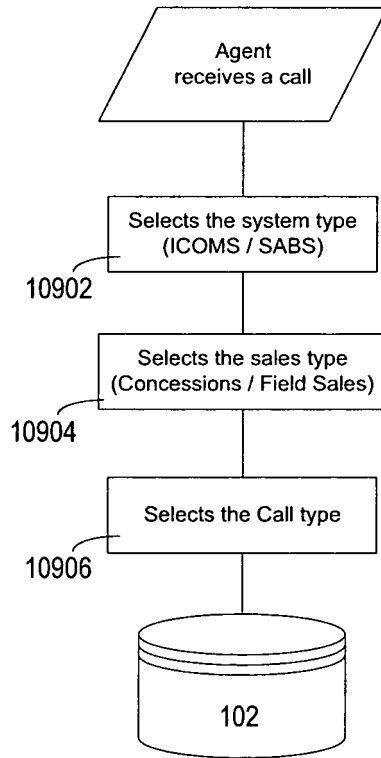 Agent
receives a call
Selects the system type
(ICOMS / SABS)
10902
Selects the sales type
(Concessions / Field Sales)
10904
Selects the Call type
10906
102